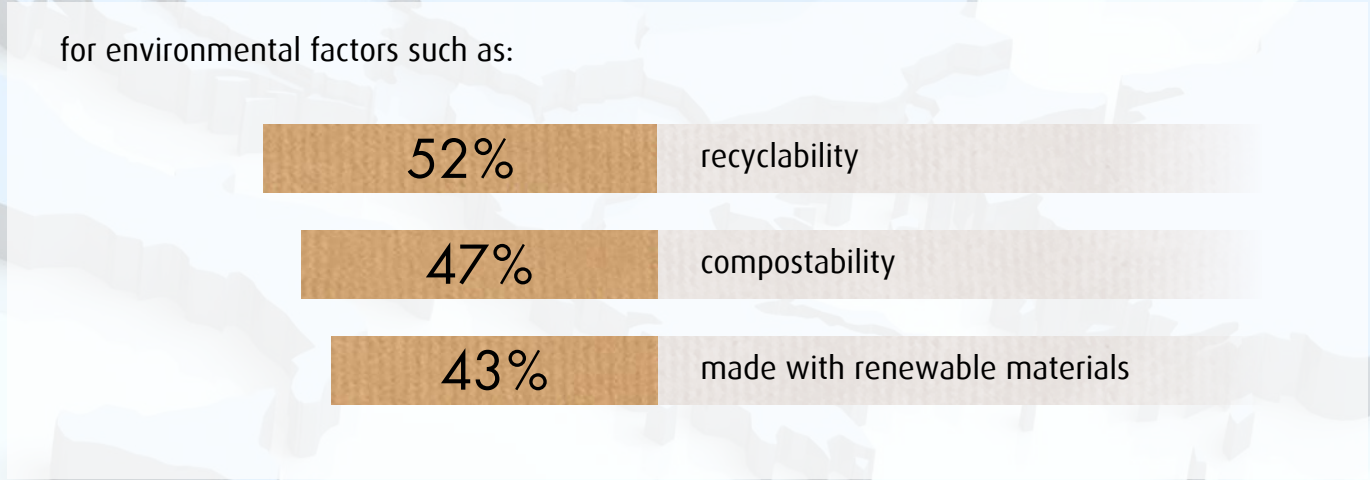 for environmental factors such as:
52% recyclability
47% compostability
43% made with renewable materials